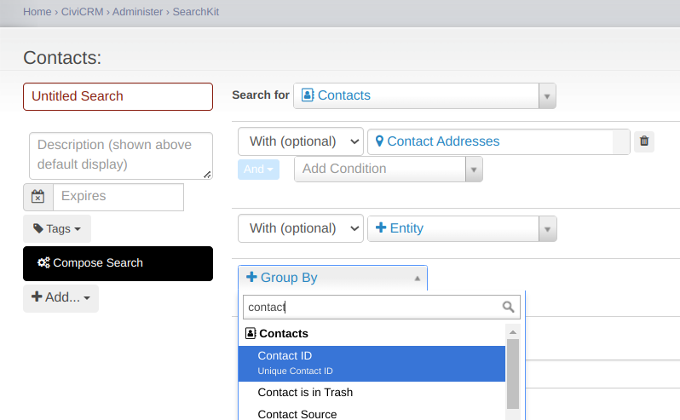 Home › CiviCRM › Administer › SearchKit
Contacts:
Untitled Search
Search for Contacts
Description (shown above
default display)
With (optional) Contact Addresses
And Add Condition
Expires
Tags
With (optional) Entity
Compose Search
Group By
Add...
contact
Contacts
Contact ID
Unique Contact ID
Contact is in Trash
Contact Source